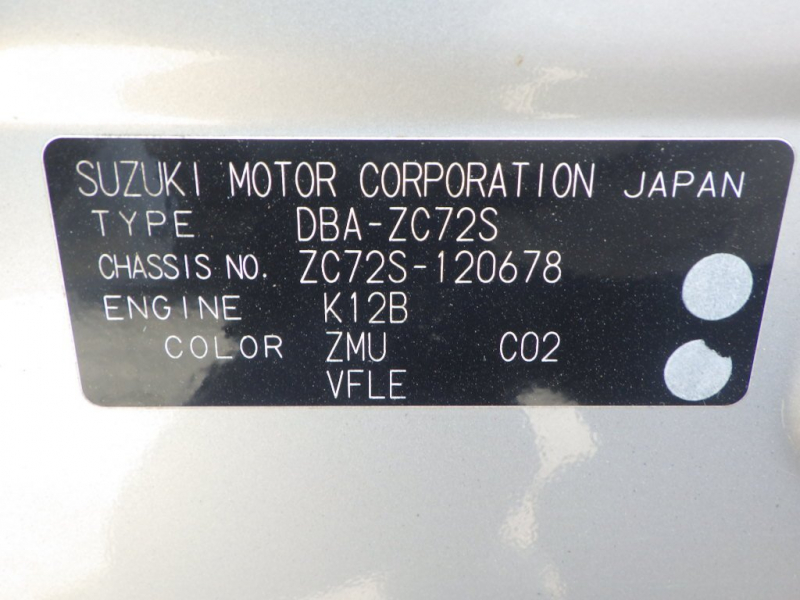 SUZUKI MOTOR CORPORATION JAPAN
TYPE DBA-ZC72S
CHASSIS NO. ZC72S-120678
ENGINE K12B
COLOR ZMU C02
VFLE